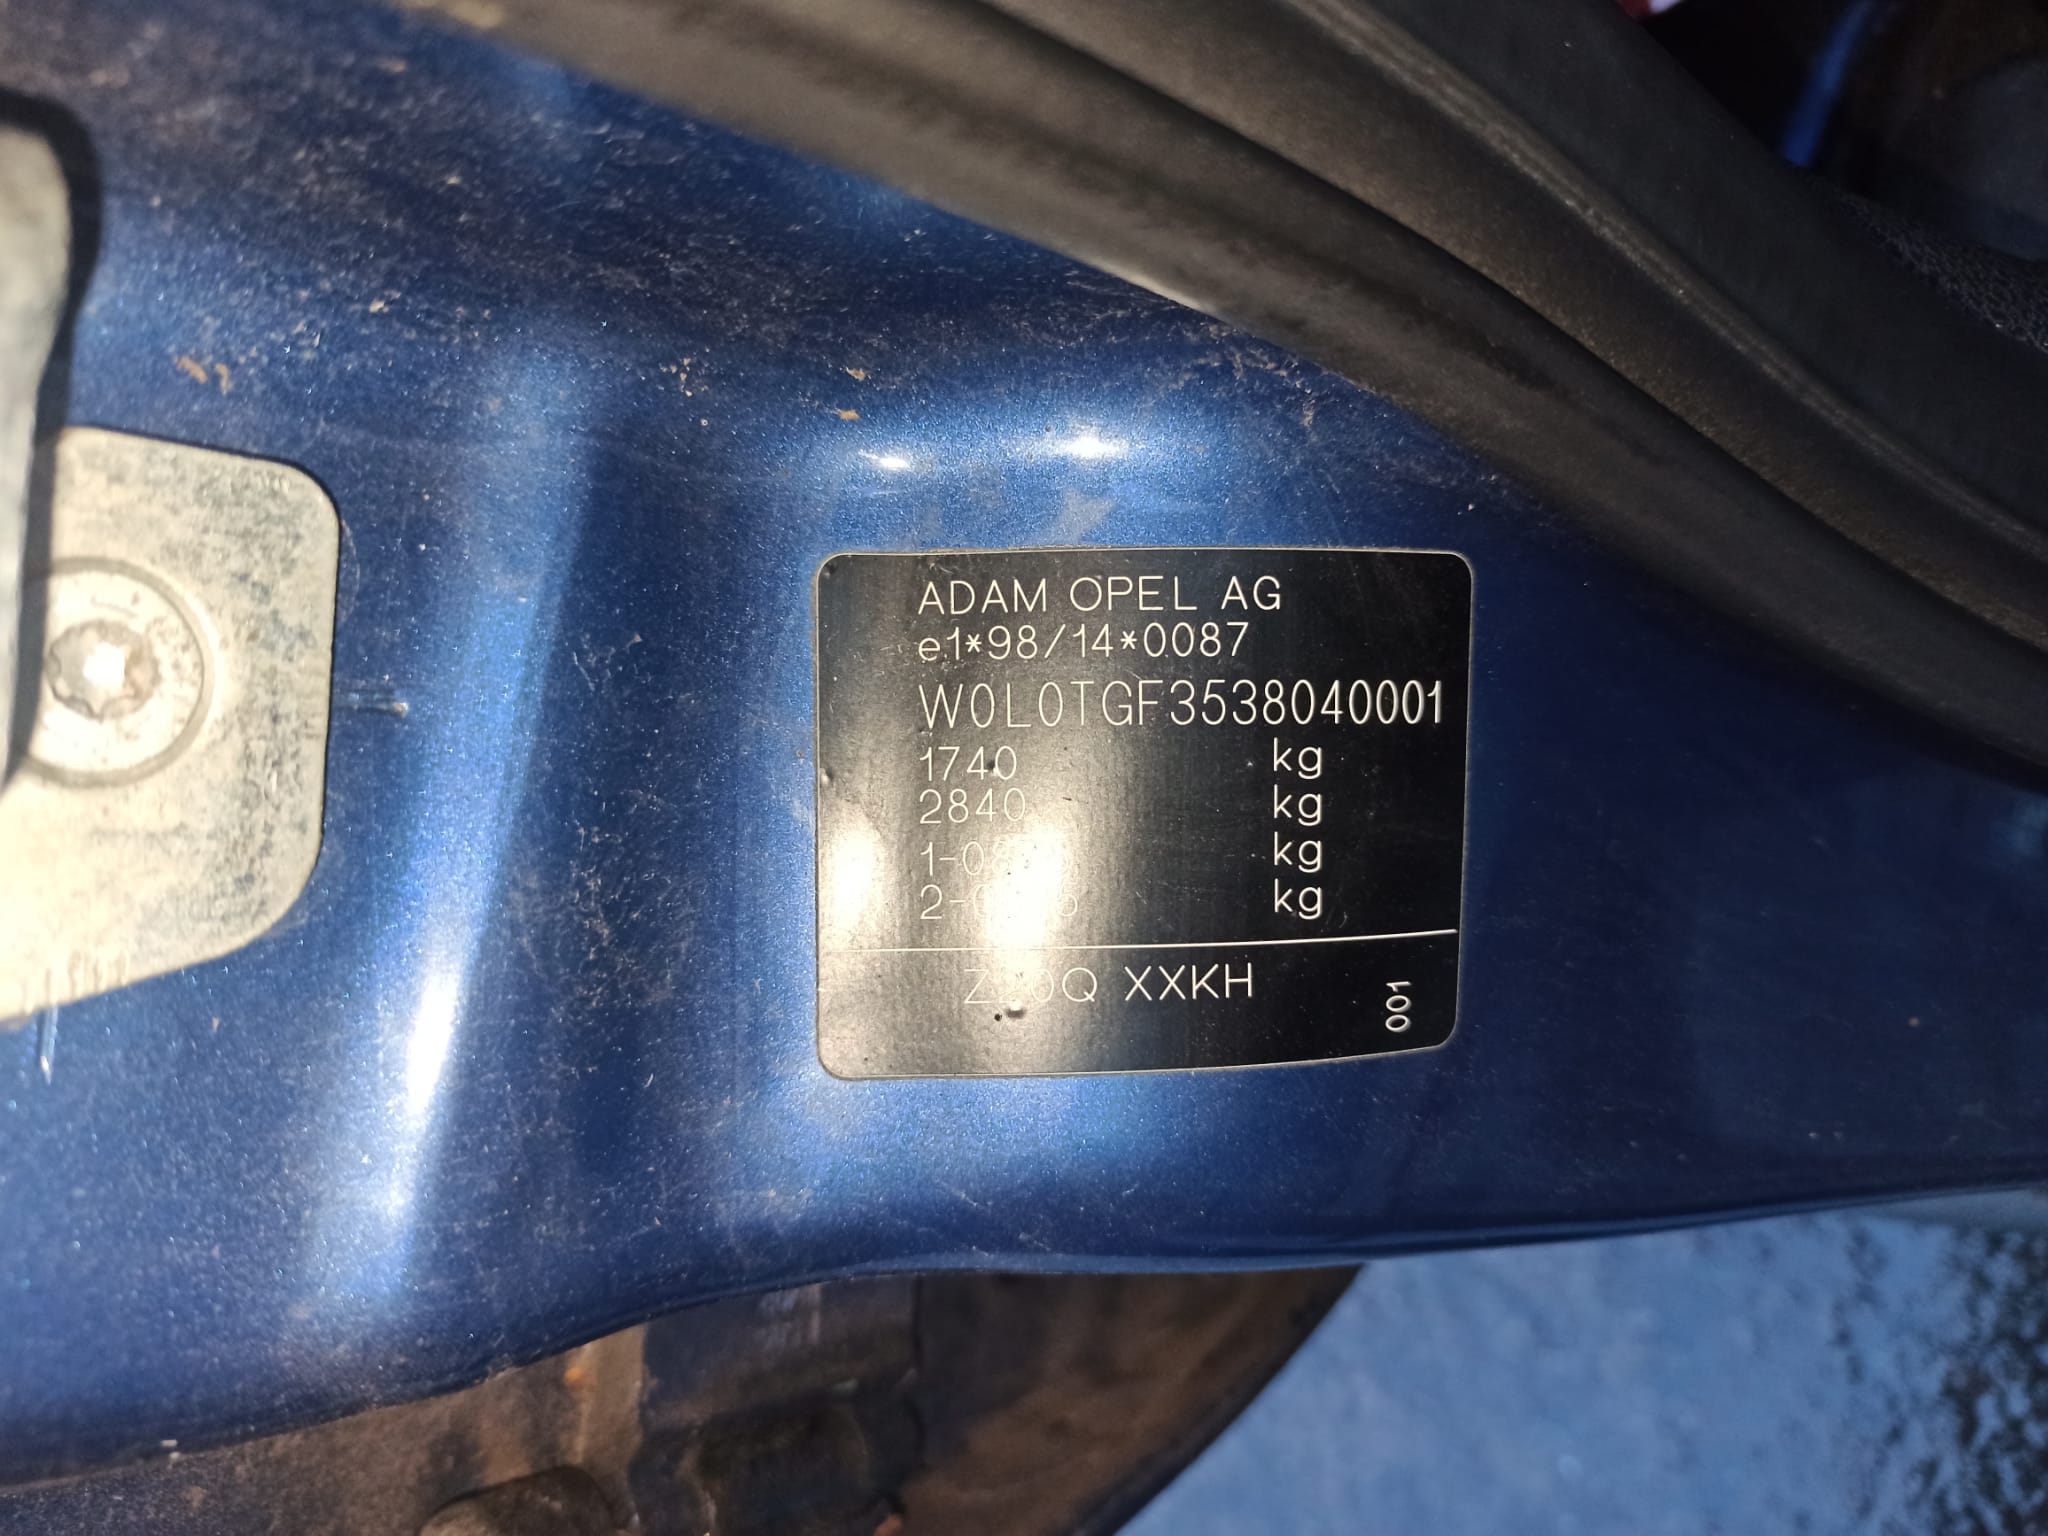 ADAM OPEL AG
e1*98/14*0087
W0L0TGF3538040001
1740 kg
2840 kg
kg
kg
XXKH
001